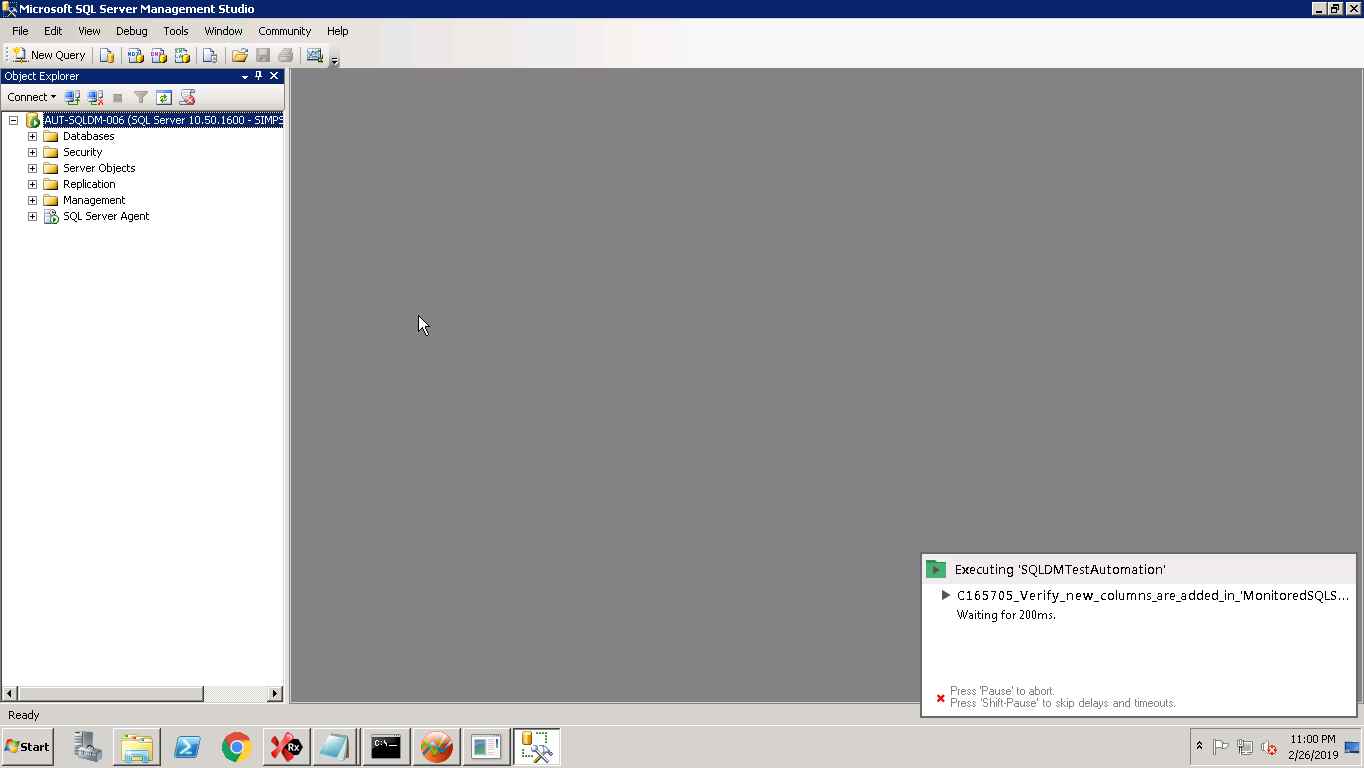 Microsoft SQL Server Management Studio
File Edit View Debug Tools Window Community Help
New Query
Object Explorer
Connect
AUT-SQLDM-006 (SQL Server 10.50.1600 - SIMPS
Databases
Security
Server Objects
Replication
Management
SQL Server Agent
Executing 'SQLDMTestAutomation'
C165705_Verify_new_columns_are_added_in_'MonitoredSQLS...
Waiting for 200ms.
Press 'Pause' to abort.
Press 'Shift-Pause' to skip delays and timeouts.
Ready
Start
Rx
C:\
11:00 PM
2/26/2019